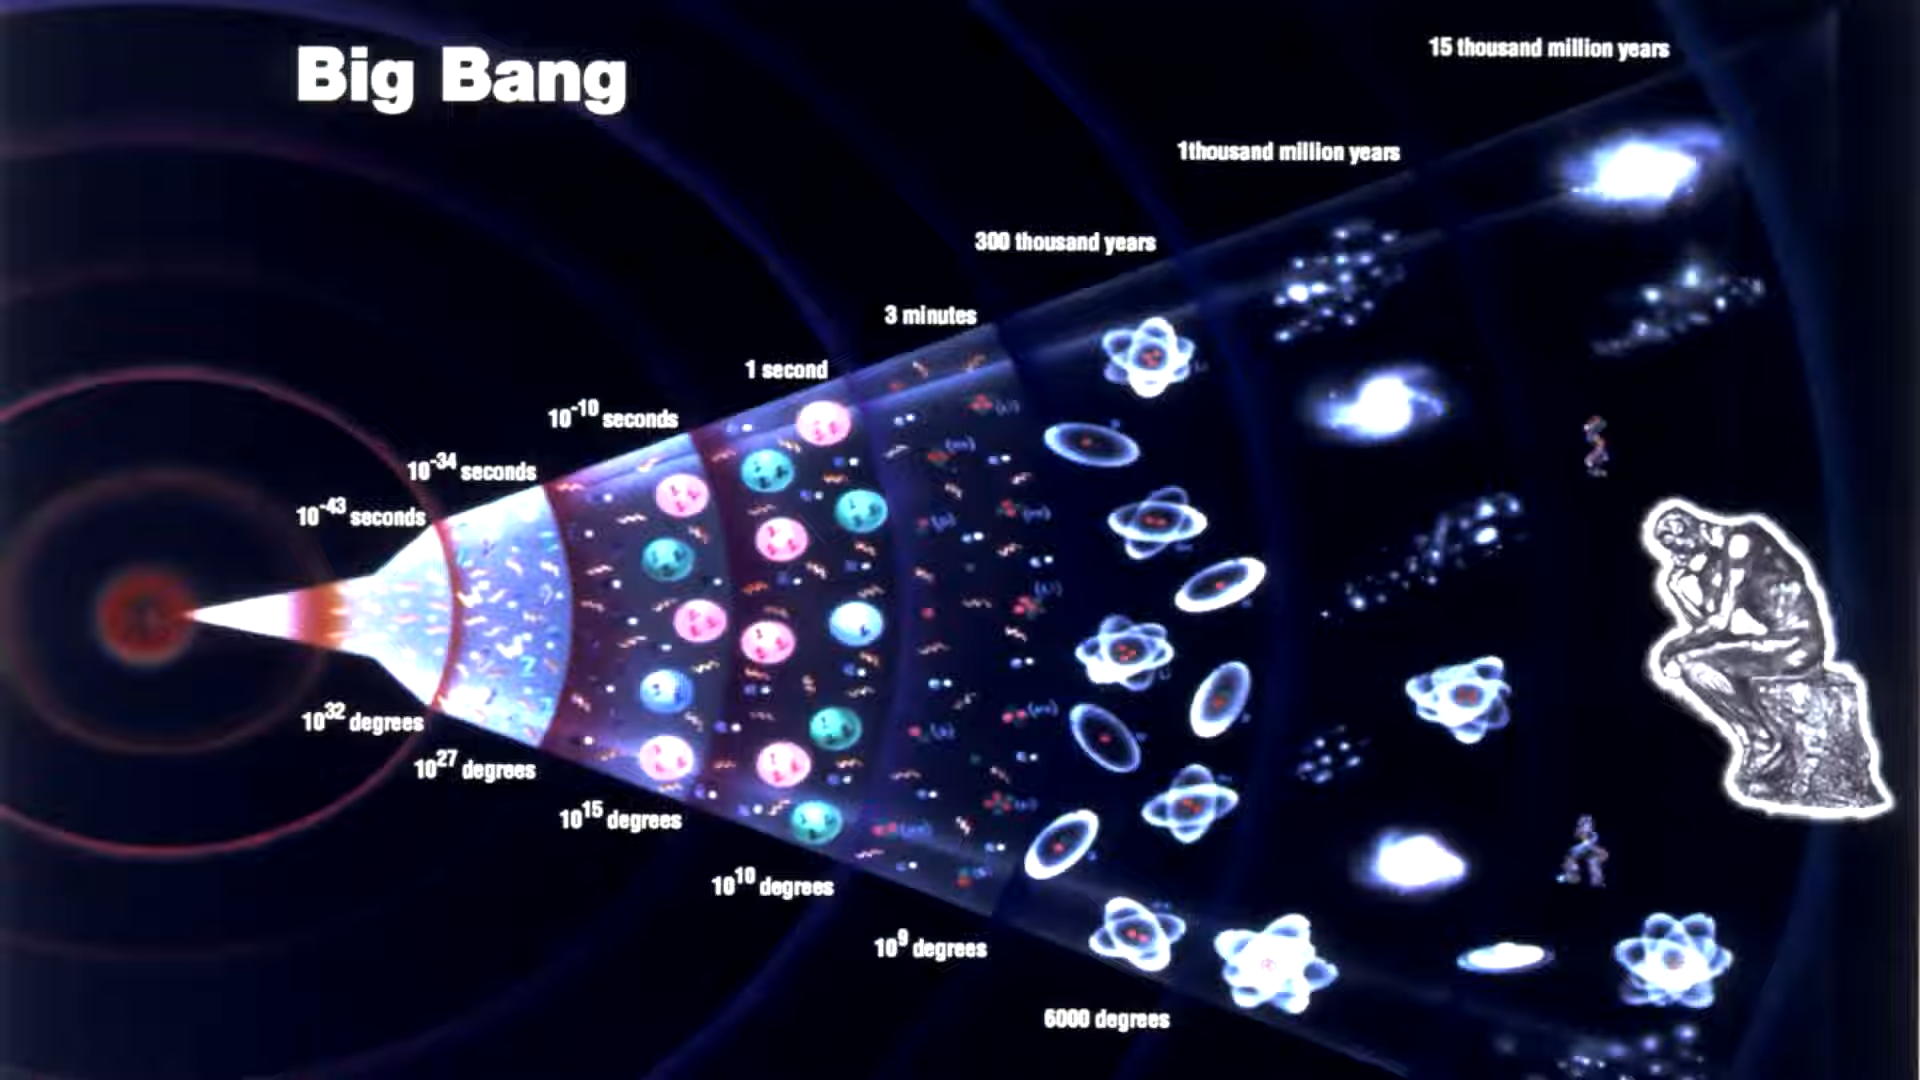 Big Bang
15 thousand million years
1thousand million years
300 thousand years
3 minutes
1 second
10⁻¹⁰ seconds
10⁻³⁴ seconds
10⁻⁴³ seconds
10³² degrees
10²⁷ degrees
10¹⁵ degrees
10¹⁰ degrees
10⁹ degrees
6000 degrees